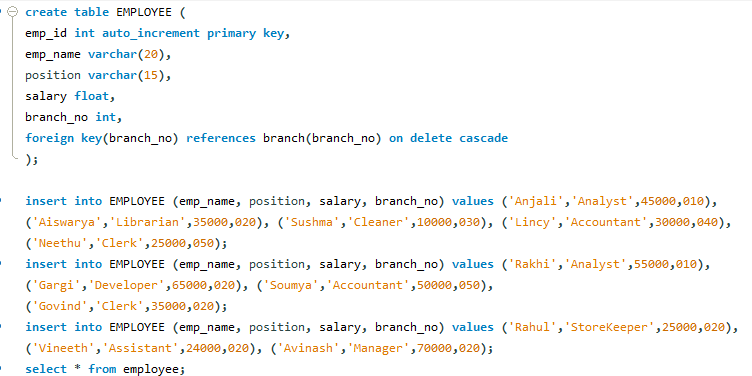 create table EMPLOYEE (
emp_id int auto_increment primary key,
emp_name varchar(20),
position varchar(15),
salary float,
branch_no int,
foreign key(branch_no) references branch(branch_no) on delete cascade
);
insert into EMPLOYEE (emp_name, position, salary, branch_no) values ('Anjali','Analyst',45000,010),
('Aiswarya','Librarian',35000,020), ('Sushma','Cleaner',10000,030), ('Lincy','Accountant',30000,040),
('Neethu','Clerk',25000,050);
insert into EMPLOYEE (emp_name, position, salary, branch_no) values ('Rakhi','Analyst',55000,010),
('Gargi','Developer',65000,020), ('Soumya','Accountant',50000,050),
('Govind','Clerk',35000,020);
insert into EMPLOYEE (emp_name, position, salary, branch_no) values ('Rahul','StoreKeeper',25000,020),
('Vineeth','Assistant',24000,020), ('Avinash','Manager',70000,020);
select * from employee;